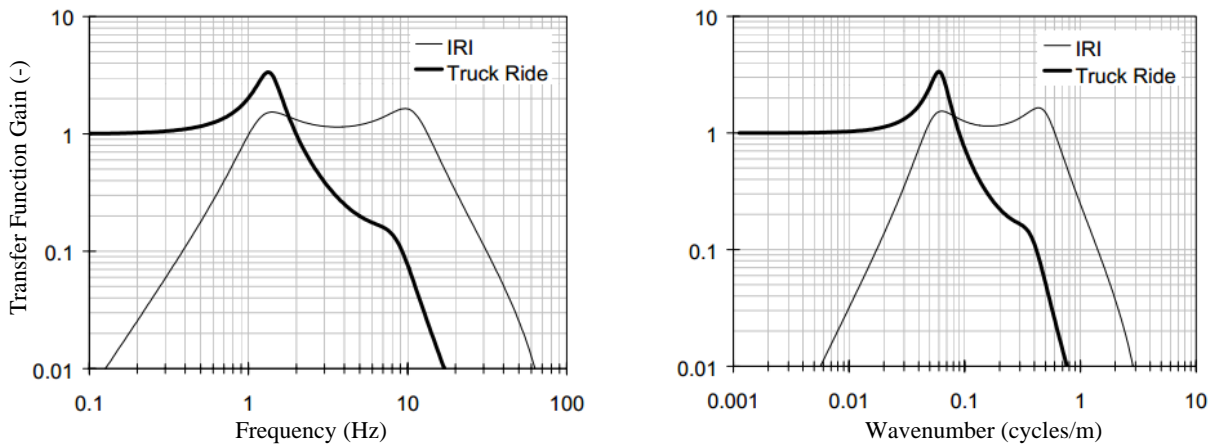 Transfer Function Gain (-)
10
1
0.1
0.01
0.1
1
10
100
Frequency (Hz)
IRI
Truck Ride
10
1
0.1
0.01
0.001
0.01
0.1
1
10
Wavenumber (cycles/m)
IRI
Truck Ride